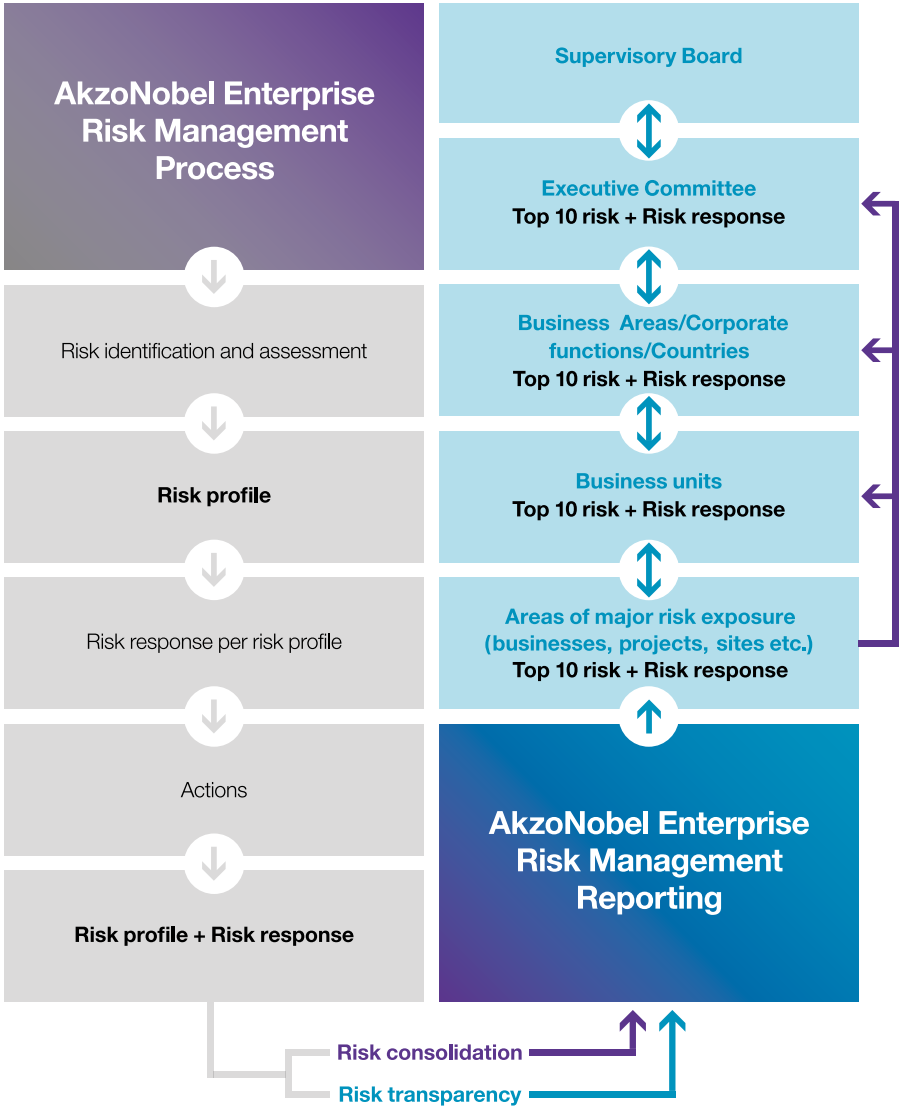 AkzoNobel Enterprise
Risk Management
Process
Risk identification and assessment
Risk profile
Risk response per risk profile
Actions
Risk profile + Risk response
Risk consolidation
Risk transparency
Supervisory Board
Executive Committee
Top 10 risk + Risk response
Business Areas/Corporate
functions/Countries
Top 10 risk + Risk response
Business units
Top 10 risk + Risk response
Areas of major risk exposure
(businesses, projects, sites etc.)
Top 10 risk + Risk response
AkzoNobel Enterprise
Risk Management
Reporting